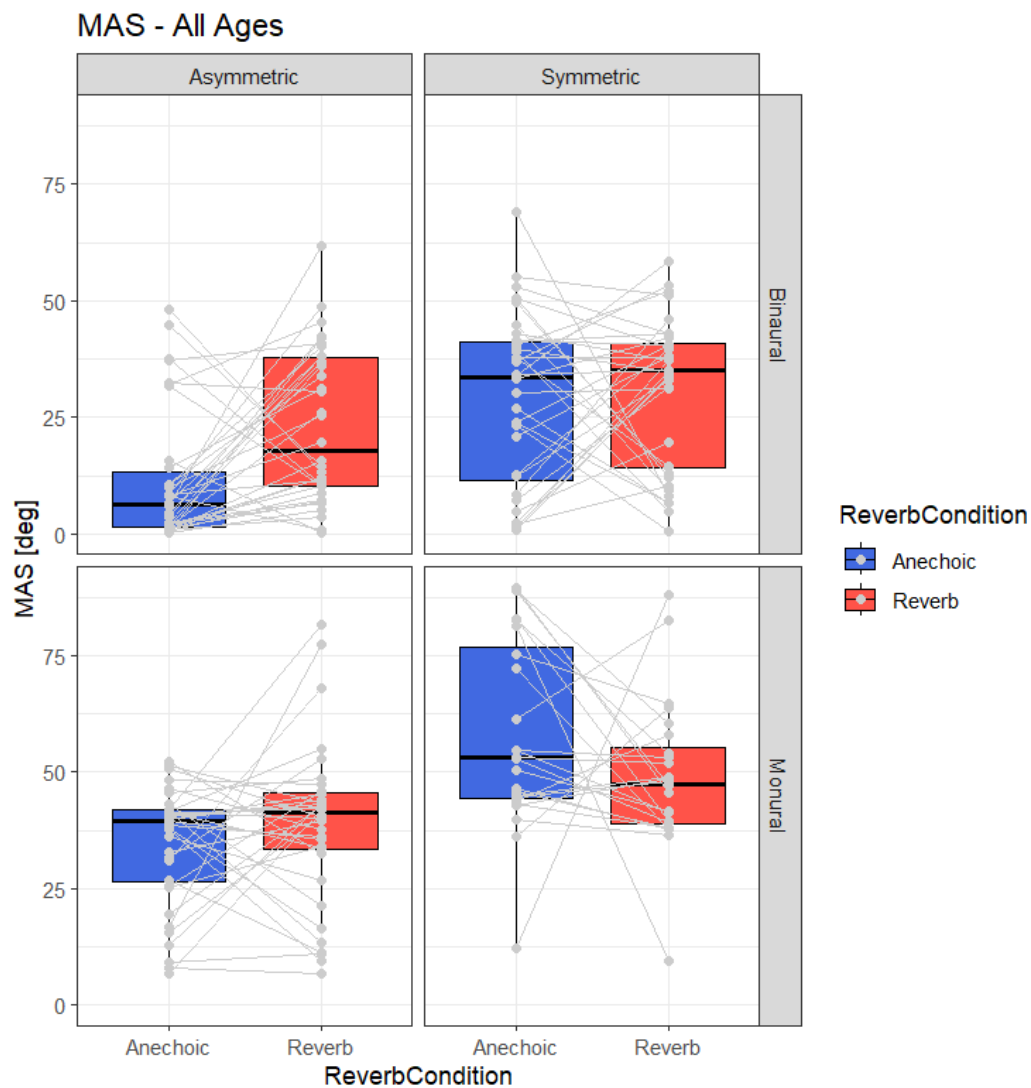 MAS - All Ages
Asymmetric
Symmetric
Binaural
Monural
MAS [deg]
75
50
25
0
75
50
25
0
Anechoic
Reverb
Anechoic
Reverb
ReverbCondition
ReverbCondition
Anechoic
Reverb